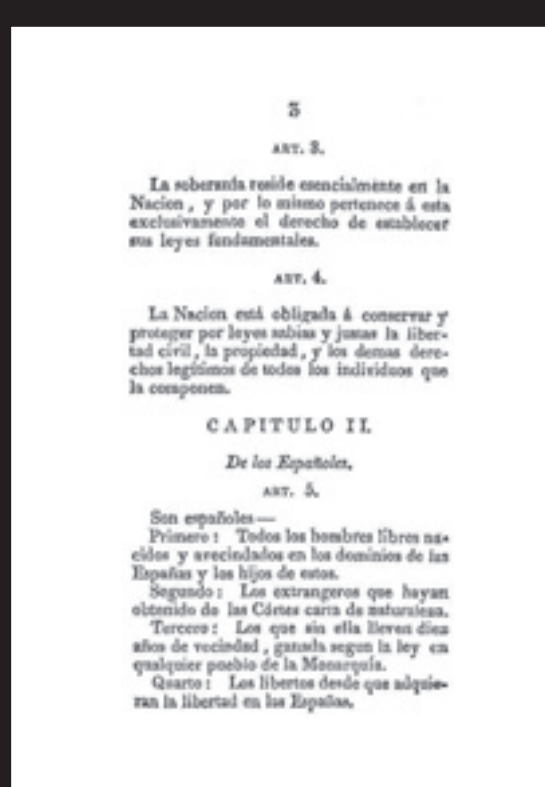 3
ART. 3.
La soberanía reside esencialmente en la
Nacion, y por lo mismo pertenece á esta
exclusivamente el derecho de establecer
sus leyes fundamentales.
ART. 4.
La Nacion está obligada á conservar y
proteger por leyes sabias y justas la liber-
tad civil, la propiedad, y los demas dere-
chos legítimos de todos los individuos que
la componen.
CAPITULO II.
De los Españoles.
ART. 5.
Son españoles—
Primero: Todos los hombres libres na-
cidos y avecindados en los dominios de las
Españas y los hijos de estos.
Segundo: Los extrangeros que hayan
obtenido de las Córtes carta de naturaleza.
Tercero: Los que sin ella lleven diez
años de vecindad, ganada segun la ley en
qualquier pueblo de la Monarquía.
Quarto: Los libertos desde que adquie-
ran la libertad en las Españas.